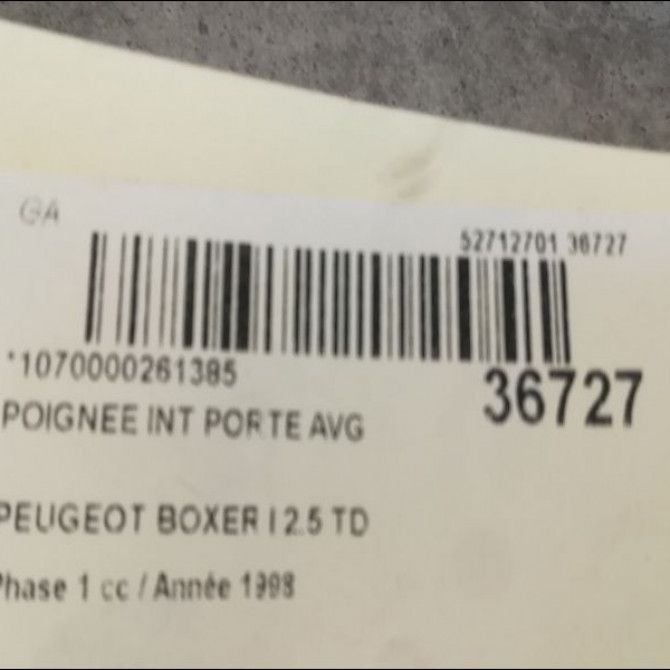 GA
52712701 36727
*1070000261385
36727
POIGNEE INT PORTE AVG
PEUGEOT BOXER I 2.5 TD
Phase 1 cc / Année 1998